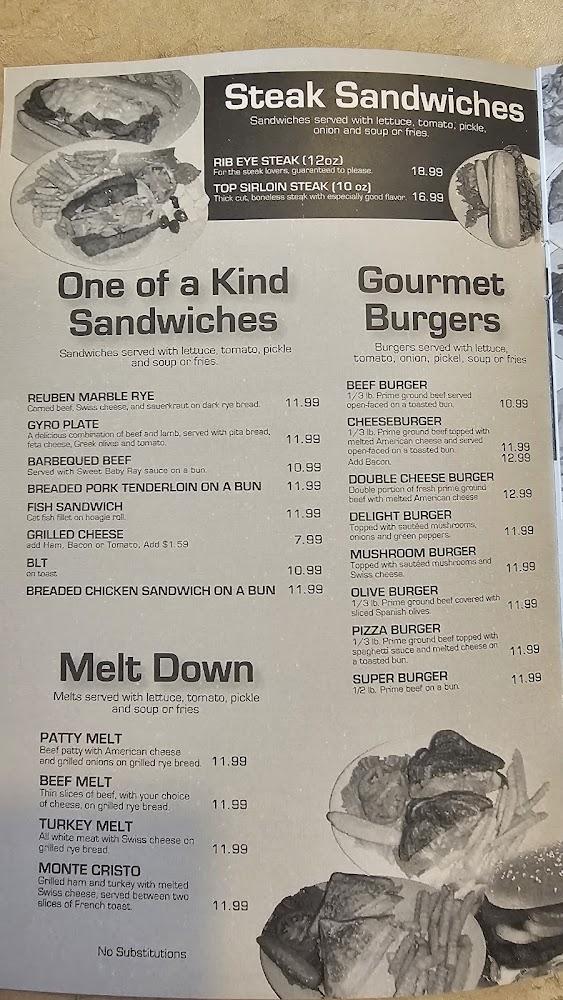 Steak Sandwiches
Sandwiches served with lettuce, tomato, pickle,
onion and soup or fries.
RIB EYE STEAK (12oz)
For the steak lovers, guaranteed to please. 18.99
TOP SIRLOIN STEAK (10 oz)
Thick cut, boneless steak with especially good flavor. 16.99
One of a Kind
Sandwiches
Sandwiches served with lettuce, tomato, pickle
and soup or fries.
REUBEN MARBLE RYE
Corned beef, Swiss cheese, and sauerkraut on dark rye bread. 11.99
GYRO PLATE
A delicious combination of beef and lamb, served with pita bread,
feta cheese, Greek olives and tomato. 11.99
BARBEQUED BEEF
Served with Sweet Baby Ray sauce on a bun. 10.99
BREADED PORK TENDERLOIN ON A BUN 11.99
FISH SANDWICH
Cat fish fillet on hoagie roll. 11.99
GRILLED CHEESE
add Ham, Bacon or Tomato, Add $1.59 7.99
BLT
on toast 10.99
BREADED CHICKEN SANDWICH ON A BUN 11.99
Melt Down
Melts served with lettuce, tomato, pickle
and soup or fries
PATTY MELT
Beef patty with American cheese
and grilled onions on grilled rye bread. 11.99
BEEF MELT
Thin slices of beef, with your choice
of cheese, on grilled rye bread. 11.99
TURKEY MELT
All white meat with Swiss cheese on
grilled rye bread. 11.99
MONTE CRISTO
Grilled ham and turkey with melted
Swiss cheese, served between two
slices of French toast. 11.99
No Substitutions
Gourmet
Burgers
Burgers served with lettuce,
tomato, onion, pickel, soup or fries
BEEF BURGER
1/3 lb. Prime ground beef served
open-faced on a toasted bun. 10.99
CHEESEBURGER
1/3 lb. Prime ground beef topped with
melted American cheese and served
open-faced on a toasted bun. 11.99
Add Bacon. 12.99
DOUBLE CHEESE BURGER
Double portion of fresh prime ground
beef with melted American cheese 12.99
DELIGHT BURGER
Topped with sautéed mushrooms,
onions and green peppers. 11.99
MUSHROOM BURGER
Topped with sautéed mushrooms and
Swiss cheese. 11.99
OLIVE BURGER
1/3 lb. Prime ground beef covered with
sliced Spanish olives. 11.99
PIZZA BURGER
1/3 lb. Prime ground beef topped with
spaghetti sauce and melted cheese on
a toasted bun. 11.99
SUPER BURGER 11.99
1/2 lb. Prime beef on a bun.